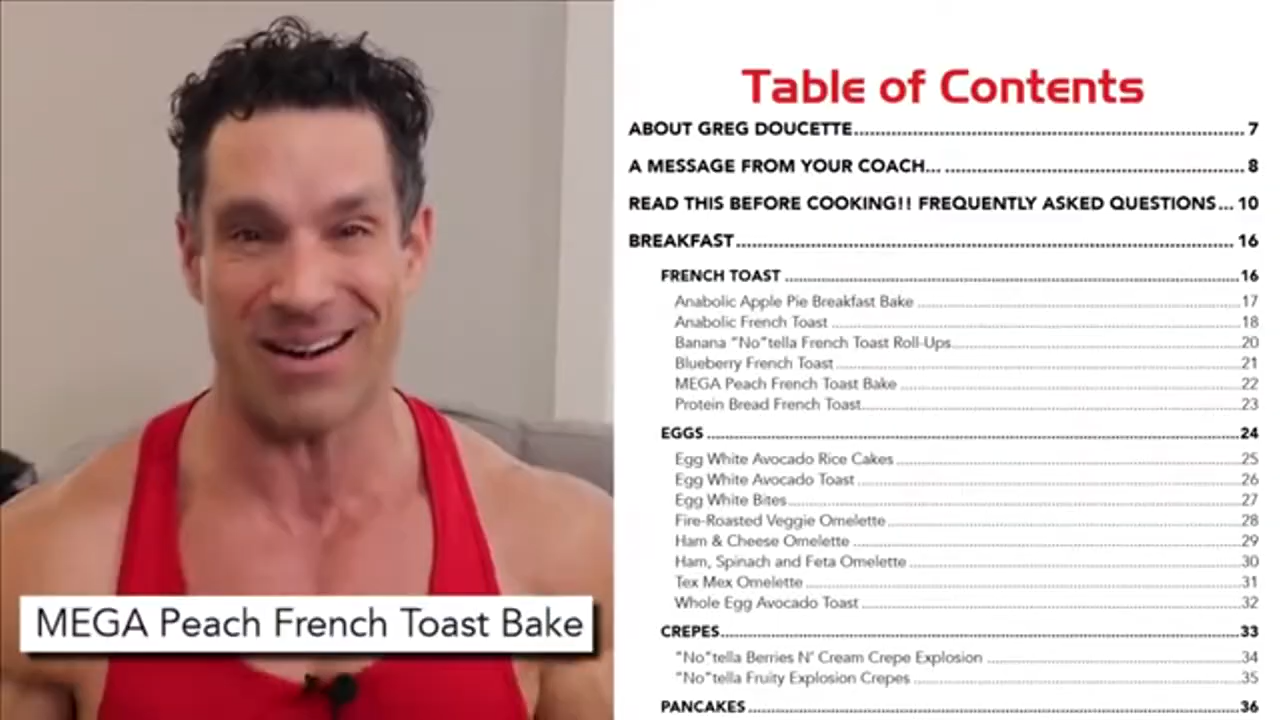 MEGA Peach French Toast Bake
Table of Contents
ABOUT GREG DOUCETTE 7
A MESSAGE FROM YOUR COACH... 8
READ THIS BEFORE COOKING!! FREQUENTLY ASKED QUESTIONS... 10
BREAKFAST 16
FRENCH TOAST 16
Anabolic Apple Pie Breakfast Bake 17
Anabolic French Toast 18
Banana "No"tella French Toast Roll-Ups 20
Blueberry French Toast 21
MEGA Peach French Toast Bake 22
Protein Bread French Toast 23
EGGS 24
Egg White Avocado Rice Cakes 25
Egg White Avocado Toast 26
Egg White Bites 27
Fire-Roasted Veggie Omelette 28
Ham & Cheese Omelette 29
Ham, Spinach and Feta Omelette 30
Tex Mex Omelette 31
Whole Egg Avocado Toast 32
CREPES 33
"No"tella Berries N' Cream Crepe Explosion 34
"No"tella Fruity Explosion Crepes 35
PANCAKES 36